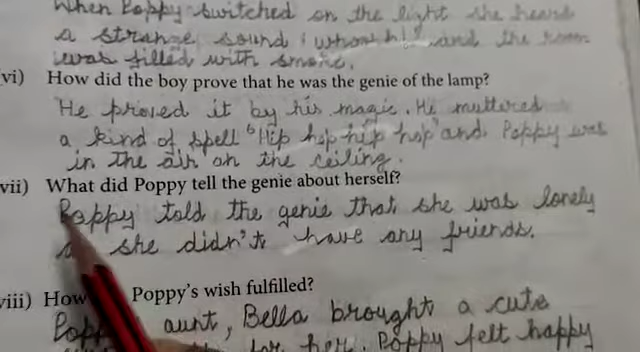 When Poppy switched on the light she heard
a strange sound 'whoosh!' and the room
was filled with smoke.
vi) How did the boy prove that he was the genie of the lamp?
He proved it by his magic. He muttered
a kind of spell "Hip hop hip hop" and Poppy was
in the air on the ceiling.
vii) What did Poppy tell the genie about herself?
Poppy told the genie that she was lonely
she didn't have any friends.
viii) How Poppy's wish fulfilled?
aunt, Bella brought a cute
for her. Poppy felt happy